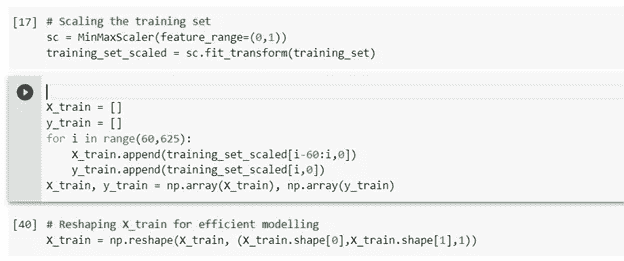 [17] # Scaling the training set
sc = MinMaxScaler(feature_range=(0,1))
training_set_scaled = sc.fit_transform(training_set)
X_train = []
y_train = []
for i in range(60,625):
    X_train.append(training_set_scaled[i-60:i,0])
    y_train.append(training_set_scaled[i,0])
X_train, y_train = np.array(X_train), np.array(y_train)
[40] # Reshaping X_train for efficient modelling
X_train = np.reshape(X_train, (X_train.shape[0],X_train.shape[1],1))